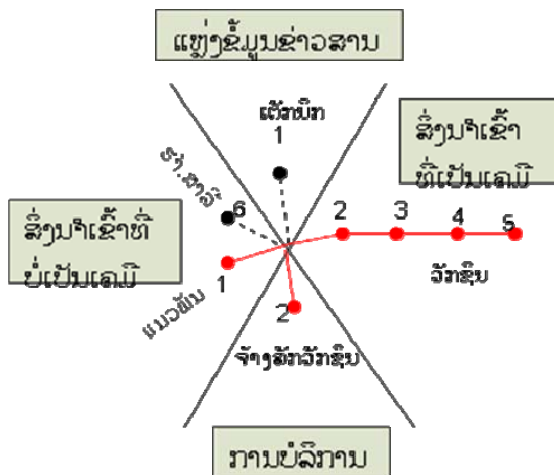 ແຫຼ່ງຂໍ້ມູນຂ່າວສານ
ເຕັກນິກ
1
ສິ່ງນຳເຂົ້າ
ທີ່ເປັນເຄມີ
6
2
3
4
5
ສິ່ງນຳເຂົ້າທີ່
ບໍ່ເປັນເຄມີ
1
ແນວພັນ
ວັກຊິນ
2
ຈ້າງສັກວັກຊິນ
ການບໍລິການ